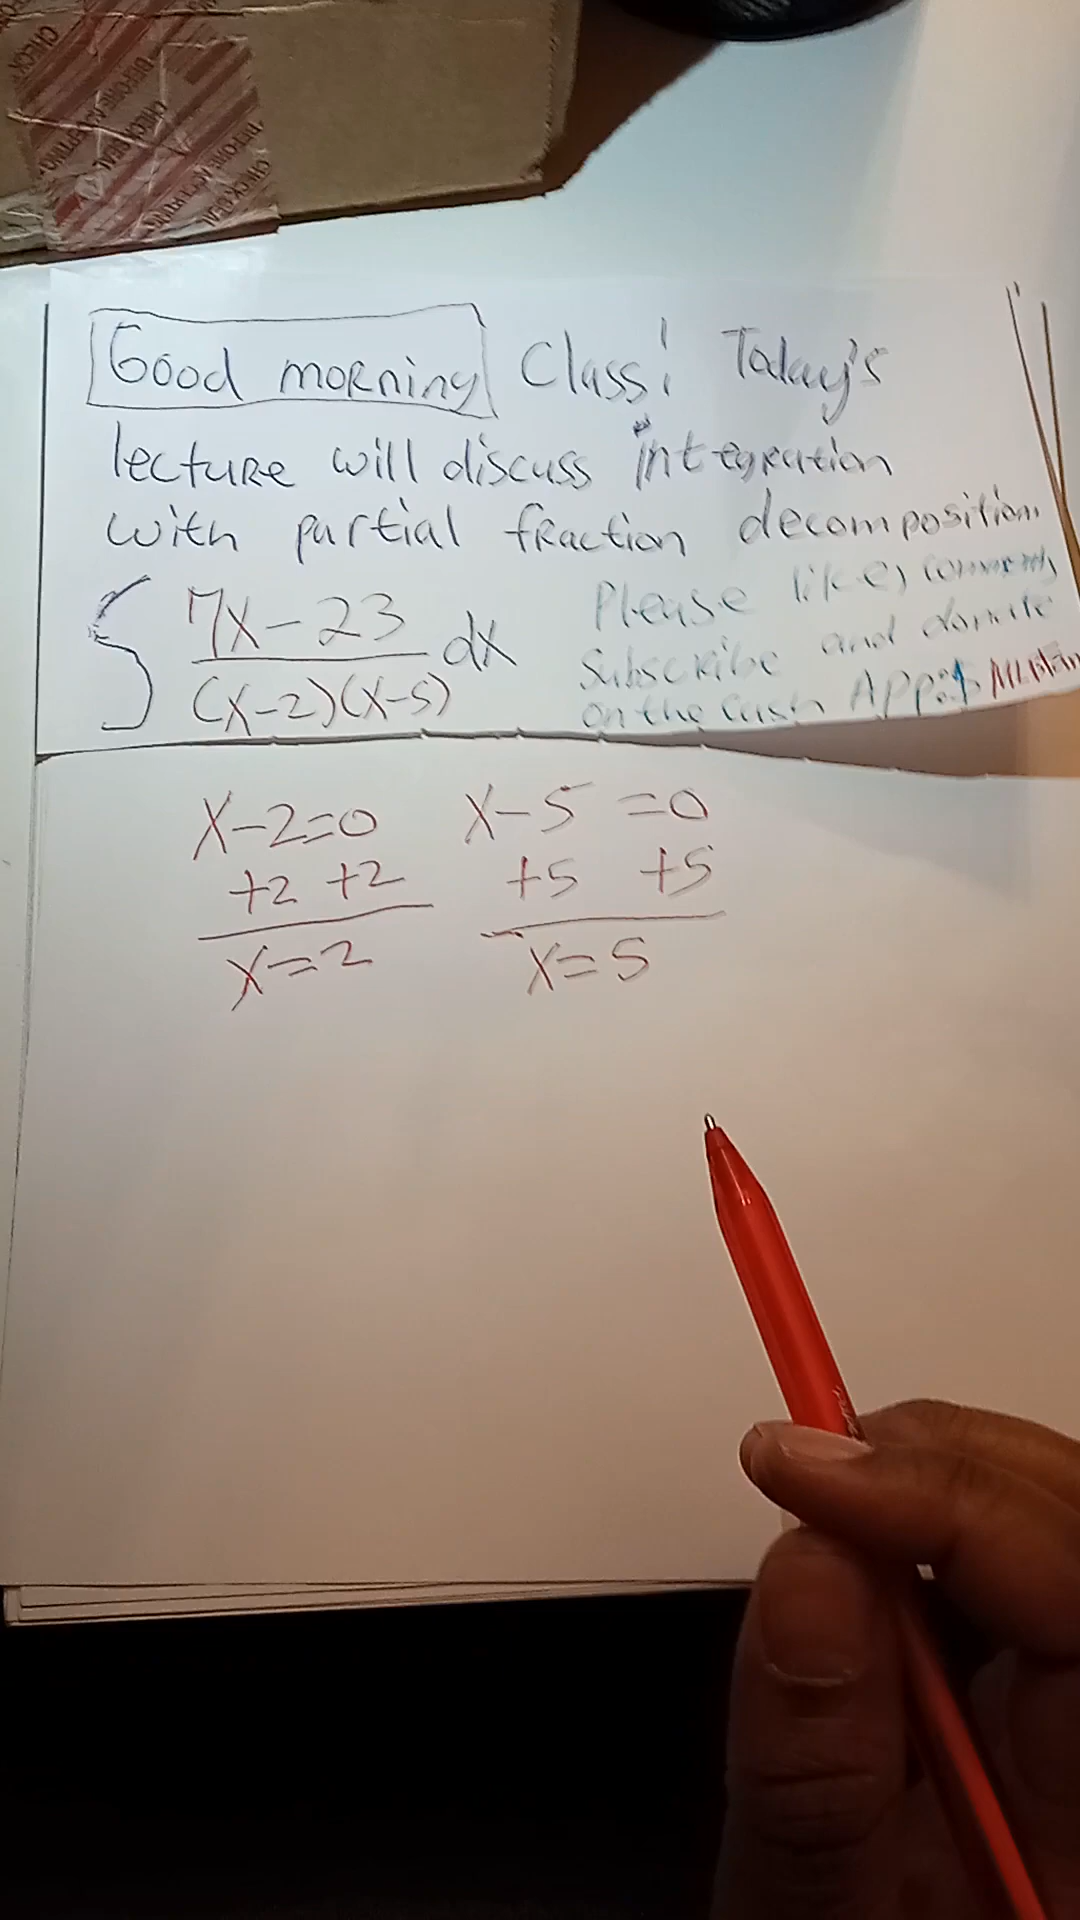 Good morning Class! Today's
lecture will discuss integration
with partial fraction decomposition
∫ 7x-23 / (x-2)(x-5) dx
Please like, comment,
Subscribe and donate
on the Cash App:
x-2=0 x-5=0
+2 +2 +5 +5
x=2 x=5